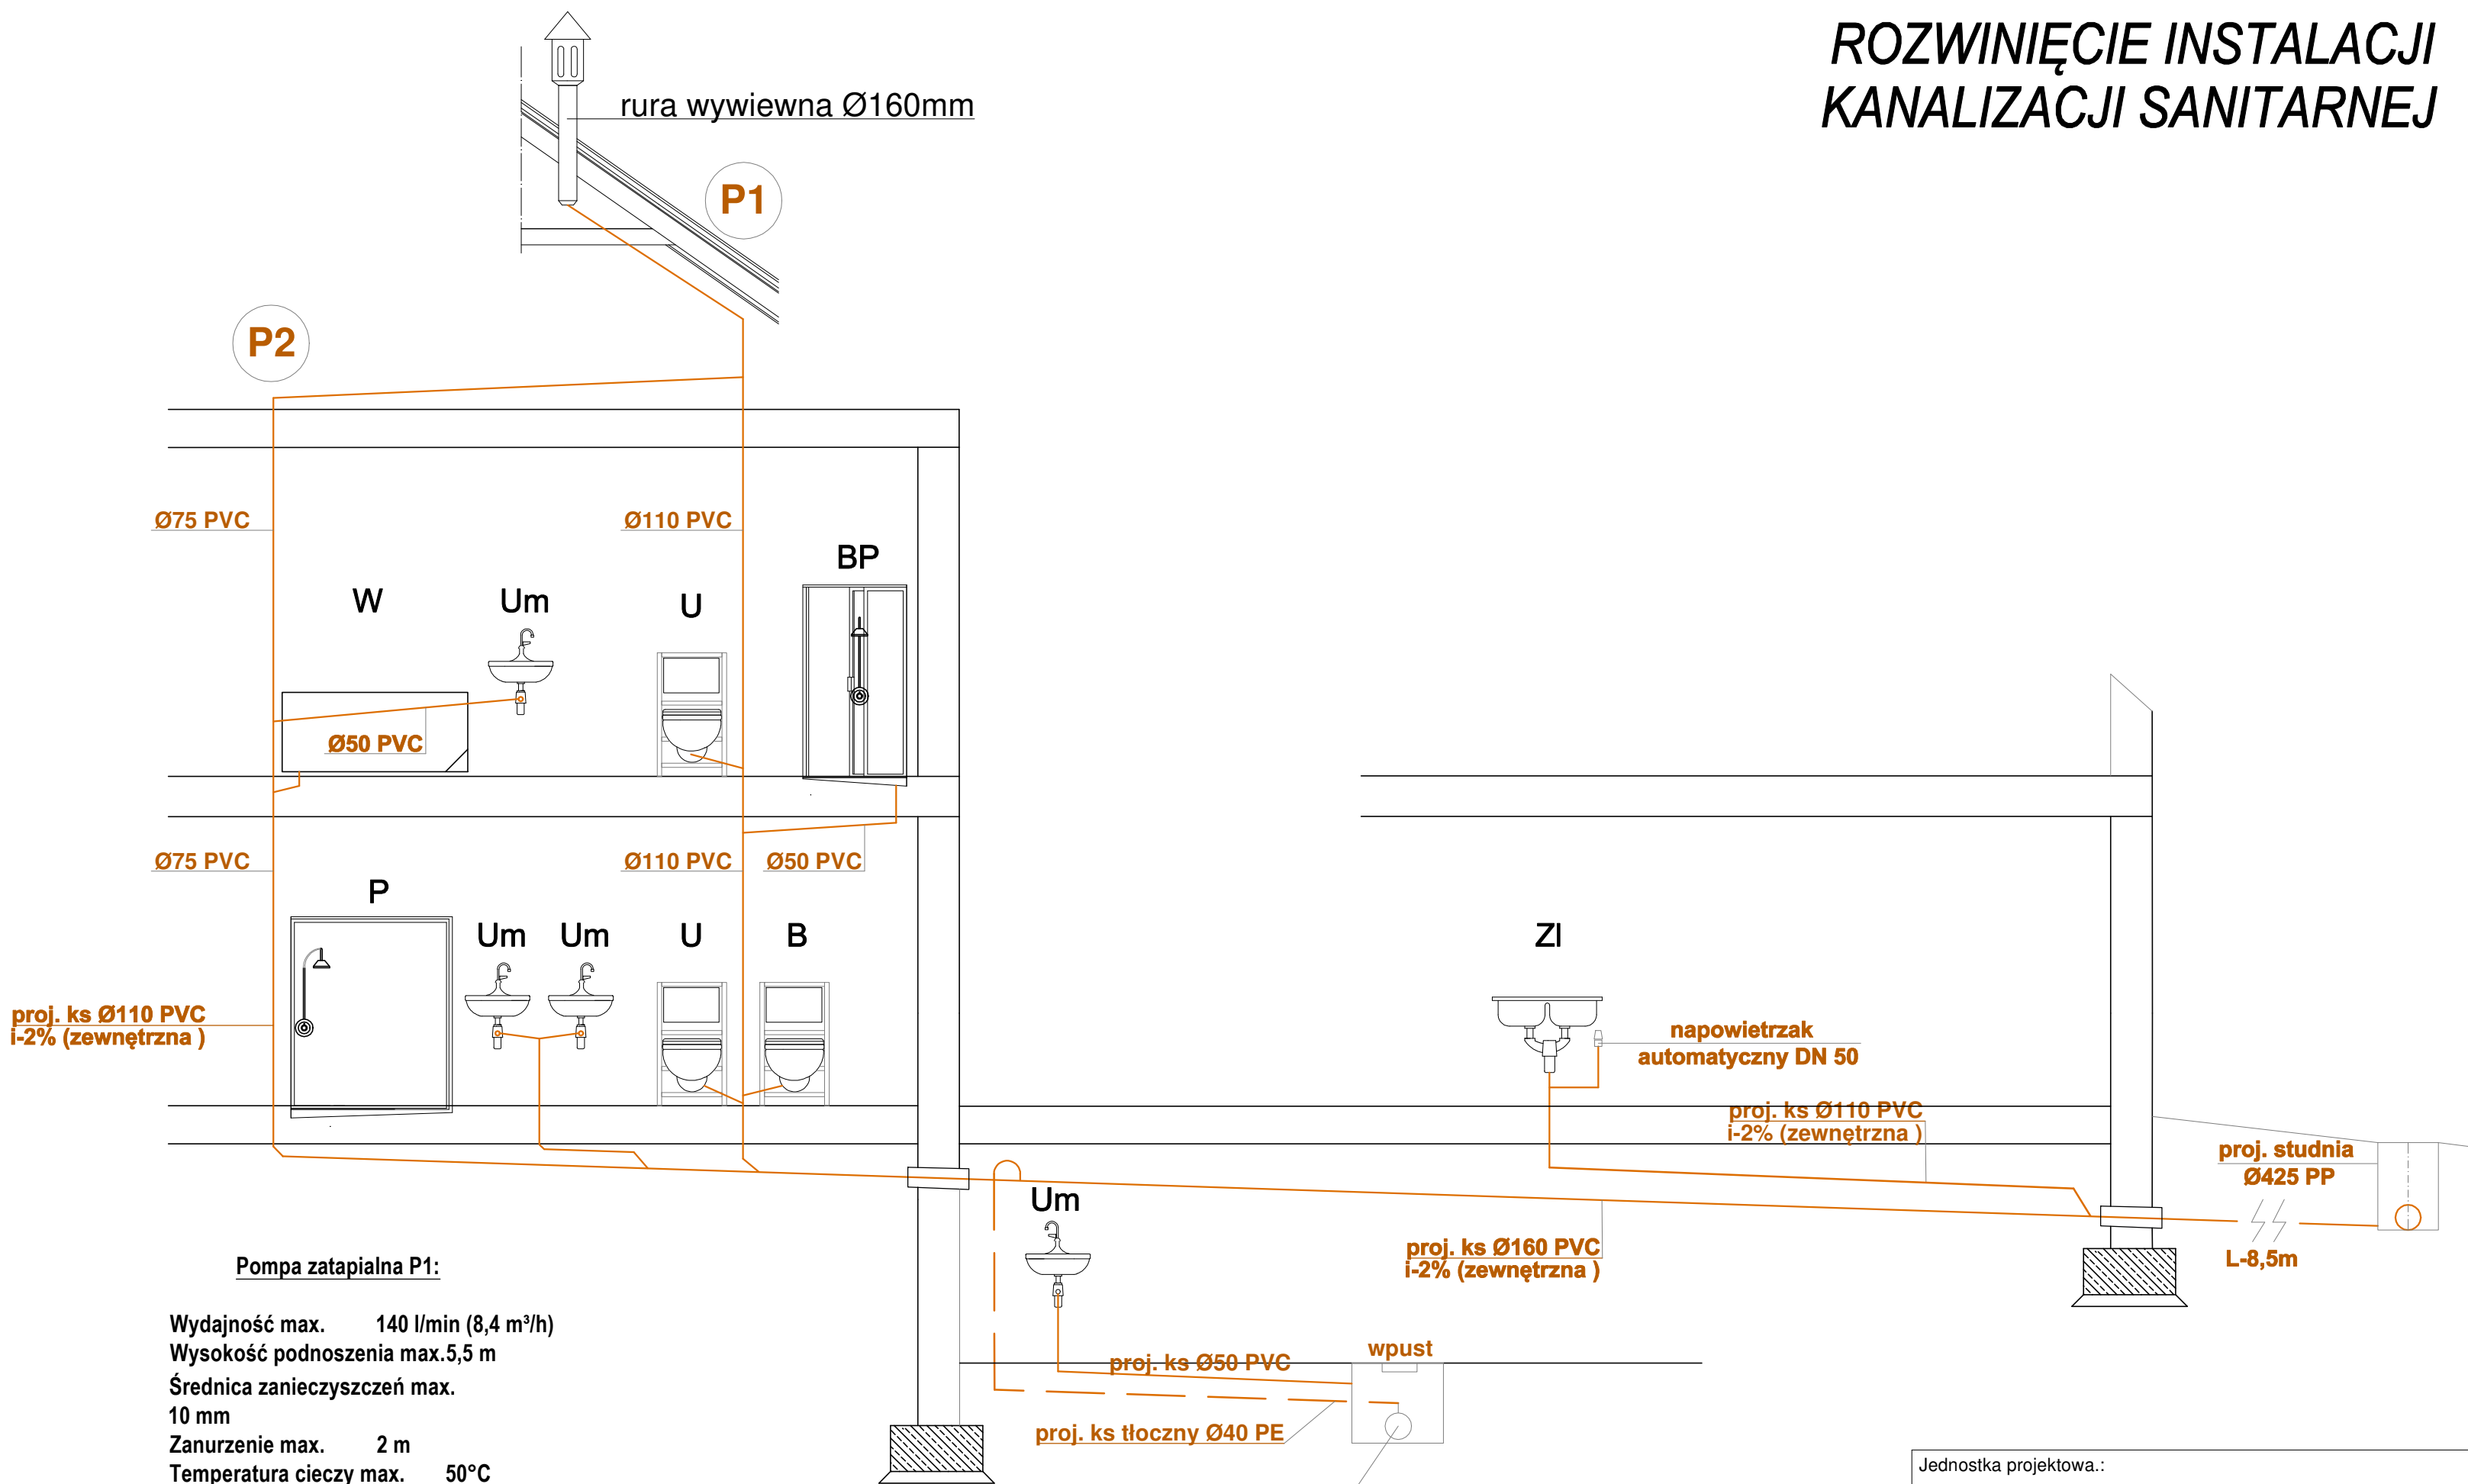 ROZWINIĘCIE INSTALACJI
KANALIZACJI SANITARNEJ
rura wywiewna Ø160mm
P1
P2
Ø75 PVC
Ø110 PVC
BP
W
Um
U
Ø50 PVC
Ø75 PVC
Ø110 PVC
Ø50 PVC
P
Um
Um
U
B
Zl
proj. ks Ø110 PVC
i-2% (zewnętrzna )
napowietrzak
automatyczny DN 50
proj. ks Ø110 PVC
i-2% (zewnętrzna )
proj. studnia
Ø425 PP
L-8,5m
Um
proj. ks Ø160 PVC
i-2% (zewnętrzna )
wpust
proj. ks Ø50 PVC
proj. ks tłoczny Ø40 PE
Pompa zatapialna P1:
Wydajność max. 140 l/min (8,4 m³/h)
Wysokość podnoszenia max.5,5 m
Średnica zanieczyszczeń max.
10 mm
Zanurzenie max. 2 m
Temperatura cieczy max. 50°C
Jednostka projektowa.: